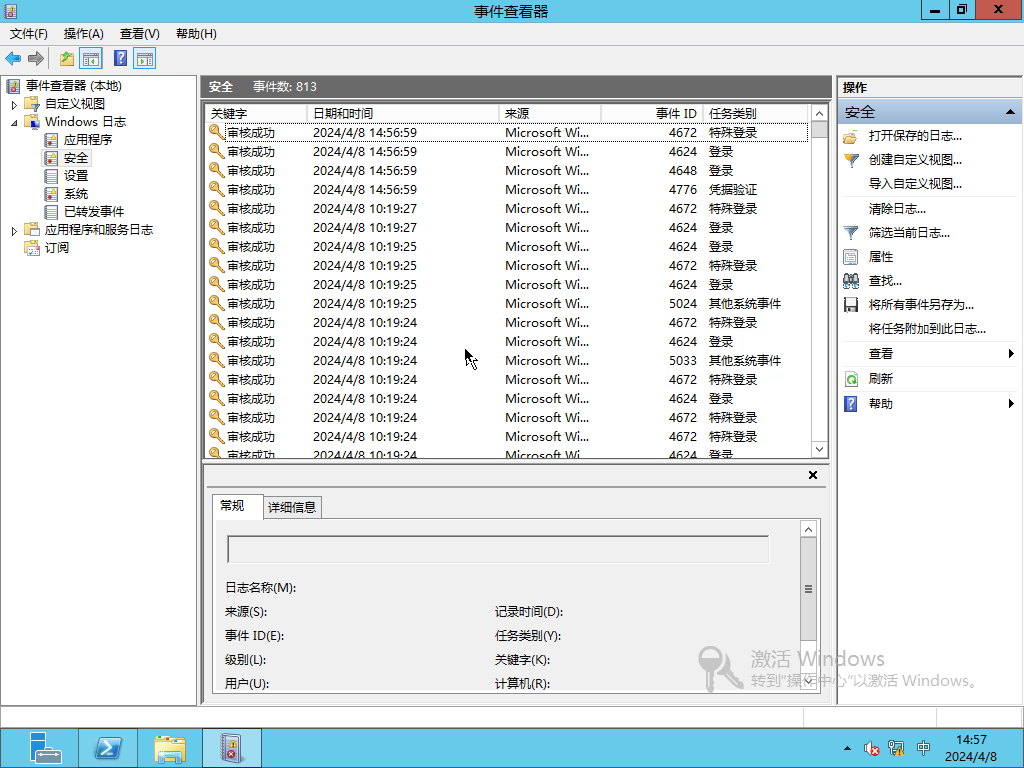 事件查看器
文件(F) 操作(A) 查看(V) 帮助(H)
事件查看器 (本地)
自定义视图
Windows 日志
应用程序
安全
设置
系统
已转发事件
应用程序和服务日志
订阅
安全 事件数: 813
关键字 日期和时间 来源 事件 ID 任务类别
审核成功 2024/4/8 14:56:59 Microsoft Wi... 4672 特殊登录
审核成功 2024/4/8 14:56:59 Microsoft Wi... 4624 登录
审核成功 2024/4/8 14:56:59 Microsoft Wi... 4648 登录
审核成功 2024/4/8 14:56:59 Microsoft Wi... 4776 凭据验证
审核成功 2024/4/8 10:19:27 Microsoft Wi... 4672 特殊登录
审核成功 2024/4/8 10:19:27 Microsoft Wi... 4624 登录
审核成功 2024/4/8 10:19:25 Microsoft Wi... 4624 登录
审核成功 2024/4/8 10:19:25 Microsoft Wi... 4672 特殊登录
审核成功 2024/4/8 10:19:25 Microsoft Wi... 4624 登录
审核成功 2024/4/8 10:19:25 Microsoft Wi... 5024 其他系统事件
审核成功 2024/4/8 10:19:24 Microsoft Wi... 4672 特殊登录
审核成功 2024/4/8 10:19:24 Microsoft Wi... 4624 登录
审核成功 2024/4/8 10:19:24 Microsoft Wi... 5033 其他系统事件
审核成功 2024/4/8 10:19:24 Microsoft Wi... 4672 特殊登录
审核成功 2024/4/8 10:19:24 Microsoft Wi... 4624 登录
审核成功 2024/4/8 10:19:24 Microsoft Wi... 4672 特殊登录
审核成功 2024/4/8 10:19:24 Microsoft Wi... 4672 特殊登录
审核成功 2024/4/8 10:19:24 Microsoft Wi... 4624 登录
常规 详细信息
日志名称(M):
来源(S): 记录时间(D):
事件 ID(E): 任务类别(Y):
级别(L): 关键字(K):
用户(U): 计算机(R):
操作
安全
打开保存的日志...
创建自定义视图...
导入自定义视图...
清除日志...
筛选当前日志...
属性
查找...
将所有事件另存为...
将任务附加到此日志...
查看
刷新
帮助
激活 Windows
转到"操作中心"以激活 Windows。
中
14:57
2024/4/8